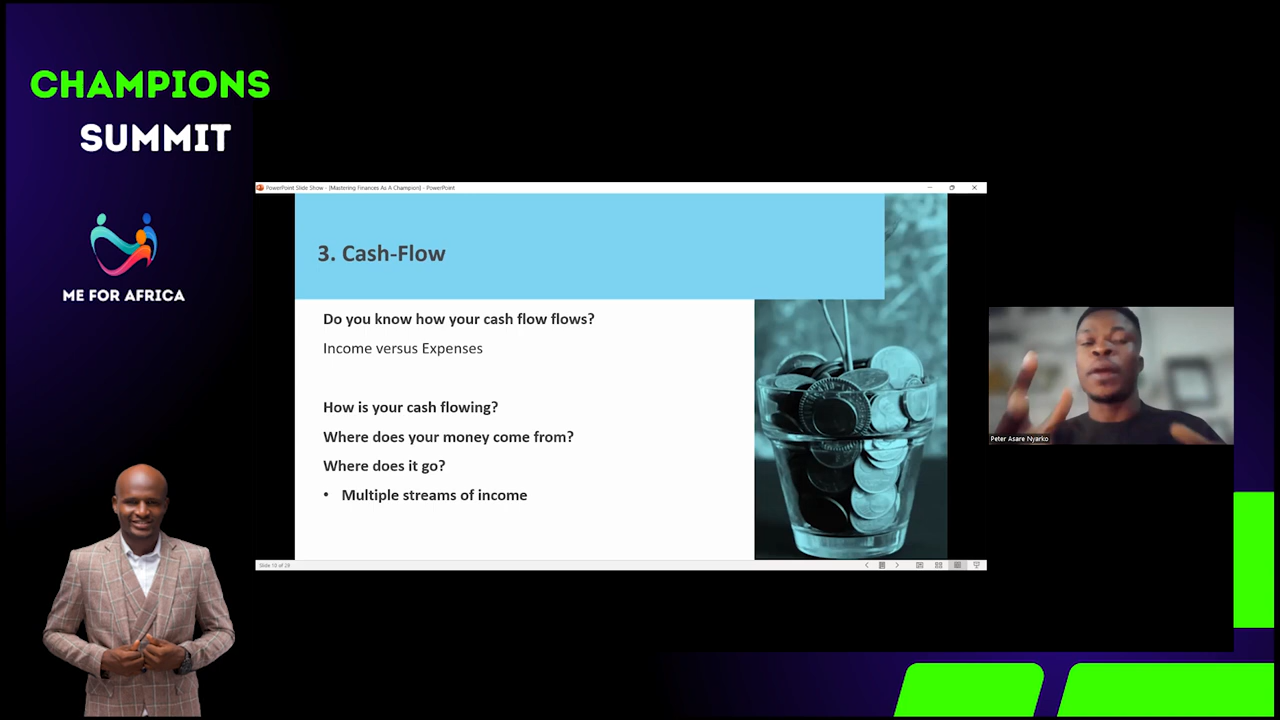 CHAMPIONS
SUMMIT
ME FOR AFRICA
PowerPoint Slide Show - [Mastering Finances As A Champion] - PowerPoint
3. Cash-Flow
Do you know how your cash flow flows?
Income versus Expenses
How is your cash flowing?
Where does your money come from?
Where does it go?
• Multiple streams of income
Peter Asare Nyarko